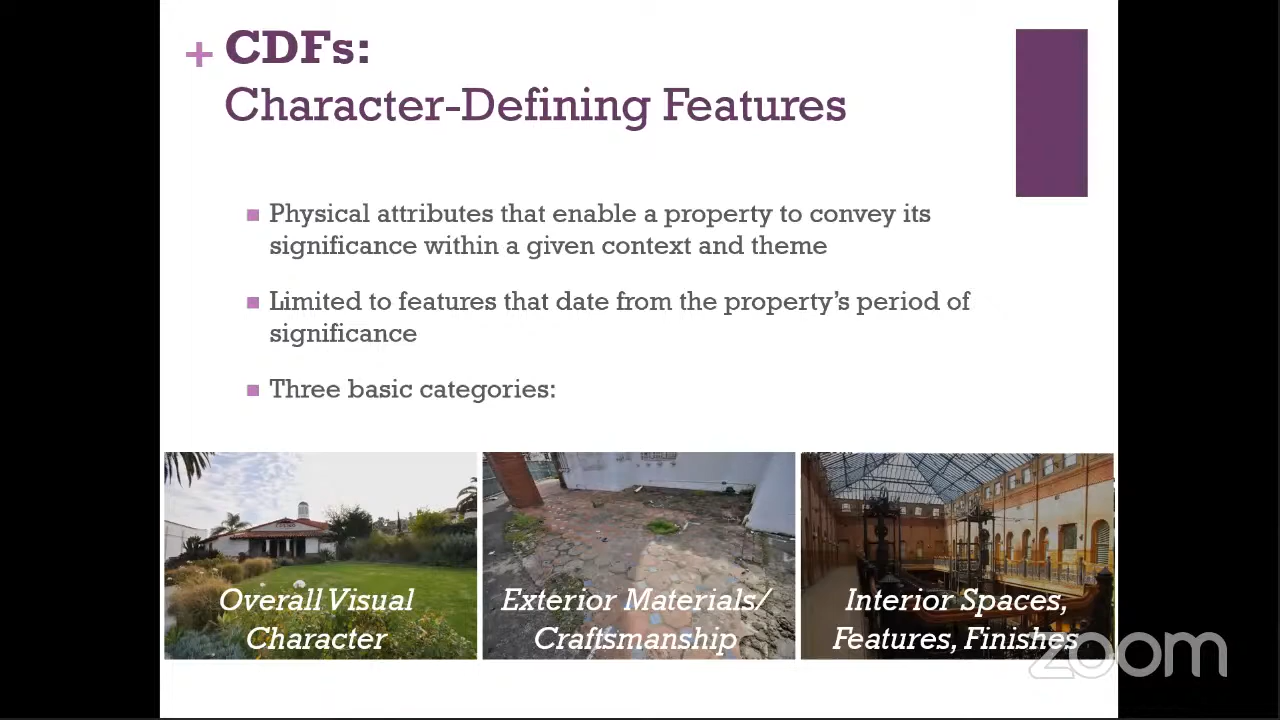 + CDFs:
Character-Defining Features
Physical attributes that enable a property to convey its
significance within a given context and theme
Limited to features that date from the property's period of
significance
Three basic categories:
Overall Visual
Character
Exterior Materials/
Craftsmanship
Interior Spaces,
Features, Finishes
zoom